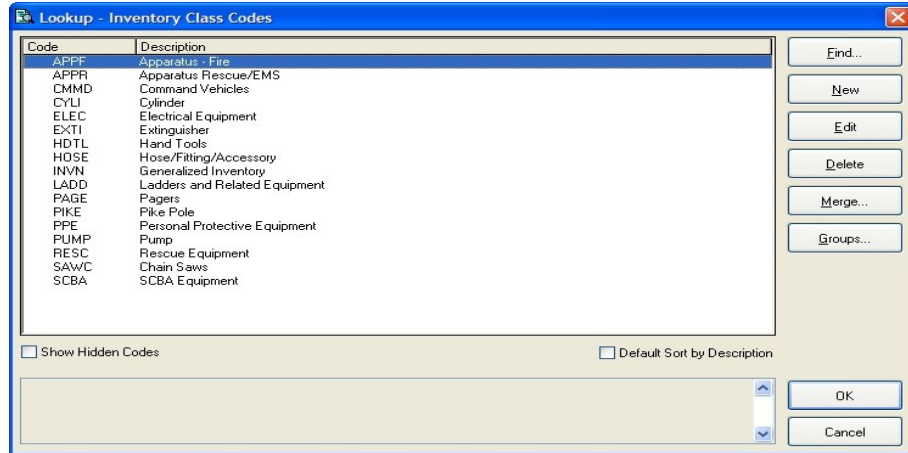 Lookup - Inventory Class Codes
Code Description
APPF Apparatus - Fire
APPR Apparatus Rescue/EMS
CMMD Command Vehicles
CYLI Cylinder
ELEC Electrical Equipment
EXTI Extinguisher
HDTL Hand Tools
HOSE Hose/Fitting/Accessory
INVN Generalized Inventory
LADD Ladders and Related Equipment
PAGE Pagers
PIKE Pike Pole
PPE Personal Protective Equipment
PUMP Pump
RESC Rescue Equipment
SAWC Chain Saws
SCBA SCBA Equipment
Find...
New
Edit
Delete
Merge...
Groups...
Show Hidden Codes Default Sort by Description
OK
Cancel